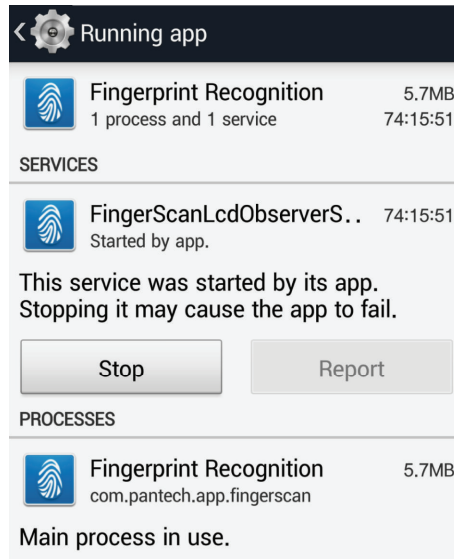 Running app
Fingerprint Recognition 5.7MB
1 process and 1 service 74:15:51
SERVICES
FingerScanLcdObserverS.. 74:15:51
Started by app.
This service was started by its app.
Stopping it may cause the app to fail.
Stop Report
PROCESSES
Fingerprint Recognition 5.7MB
com.pantech.app.fingerscan
Main process in use.